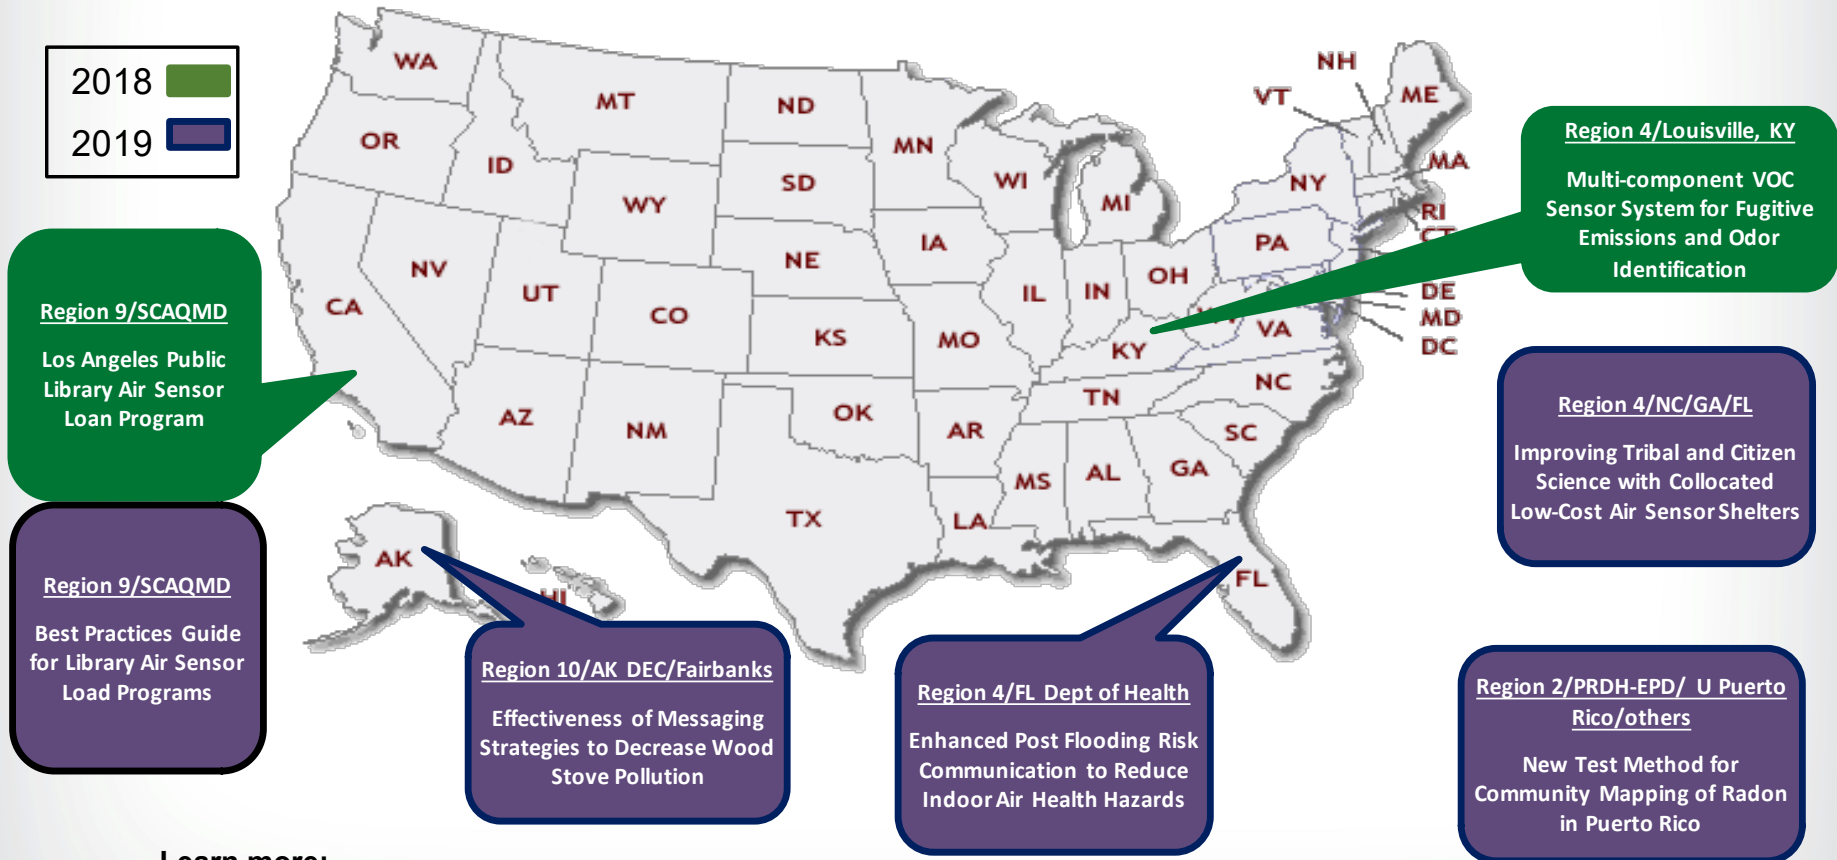 2018
2019
WA
OR
ID
MT
ND
SD
MN
WI
MI
WY
NE
IA
NV
CA
UT
CO
KS
MO
IL
IN
OH
KY
TN
AZ
NM
OK
AR
TX
LA
MS
AL
GA
SC
NC
VA
PA
NY
VT
NH
ME
MA
RI
CT
DE
MD
DC
FL
AK
HI
Region 9/SCAQMD
Los Angeles Public
Library Air Sensor
Loan Program
Region 9/SCAQMD
Best Practices Guide
for Library Air Sensor
Load Programs
Region 10/AK DEC/Fairbanks
Effectiveness of Messaging
Strategies to Decrease Wood
Stove Pollution
Region 4/FL Dept of Health
Enhanced Post Flooding Risk
Communication to Reduce
Indoor Air Health Hazards
Region 4/Louisville, KY
Multi-component VOC
Sensor System for Fugitive
Emissions and Odor
Identification
Region 4/NC/GA/FL
Improving Tribal and Citizen
Science with Collocated
Low-Cost Air Sensor Shelters
Region 2/PRDH-EPD/ U Puerto
Rico/others
New Test Method for
Community Mapping of Radon
in Puerto Rico
Learn more: